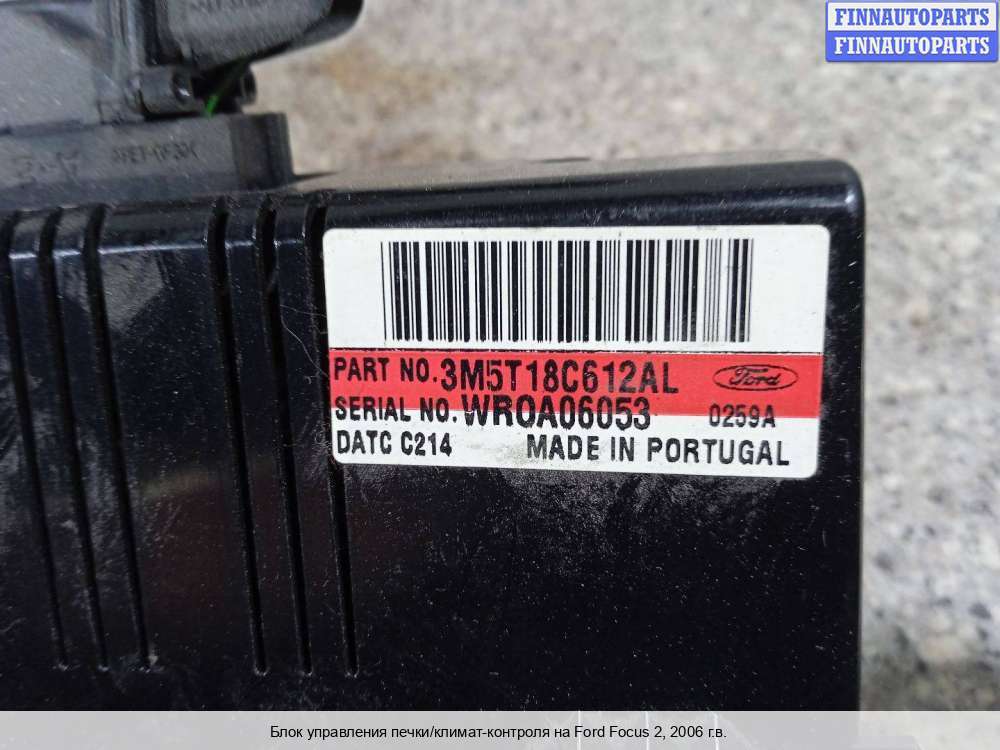 FINNAUTOPARTS
FINNAUTOPARTS
PART NO. 3M5T18C612AL Ford
SERIAL NO. WROA06053 0259A
DATC C214 MADE IN PORTUGAL
Блок управления печки/климат-контроля на Ford Focus 2, 2006 г.в.